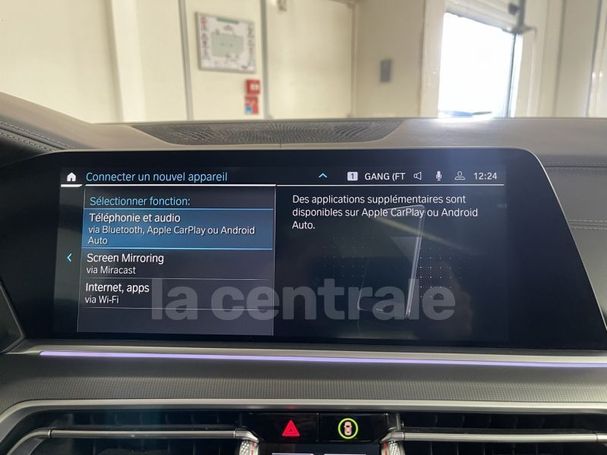 Connecter un nouvel appareil
1 GANG (FT 12:24
Sélectionner fonction:
Téléphonie et audio
via Bluetooth, Apple CarPlay ou Android
Auto
Screen Mirroring
via Miracast
Internet, apps
via Wi-Fi
Des applications supplémentaires sont
disponibles sur Apple CarPlay ou Android
Auto.
la centrale